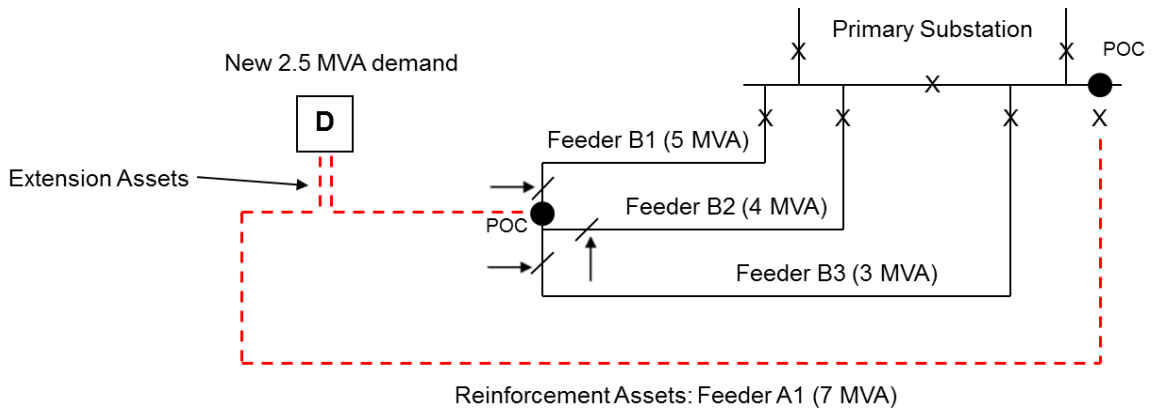 Primary Substation
POC
New 2.5 MVA demand
D
Feeder B1 (5 MVA)
Extension Assets
Feeder B2 (4 MVA)
POC
Feeder B3 (3 MVA)
Reinforcement Assets: Feeder A1 (7 MVA)